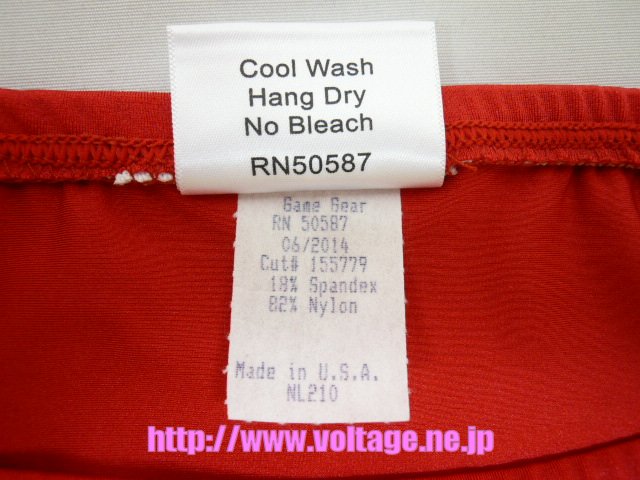 Cool Wash
Hang Dry
No Bleach
RN50587
Game Gear
RN 50587
06/2014
Cut# 155779
18% Spandex
82% Nylon
Made in U.S.A.
NL210
http://www.voltage.ne.jp